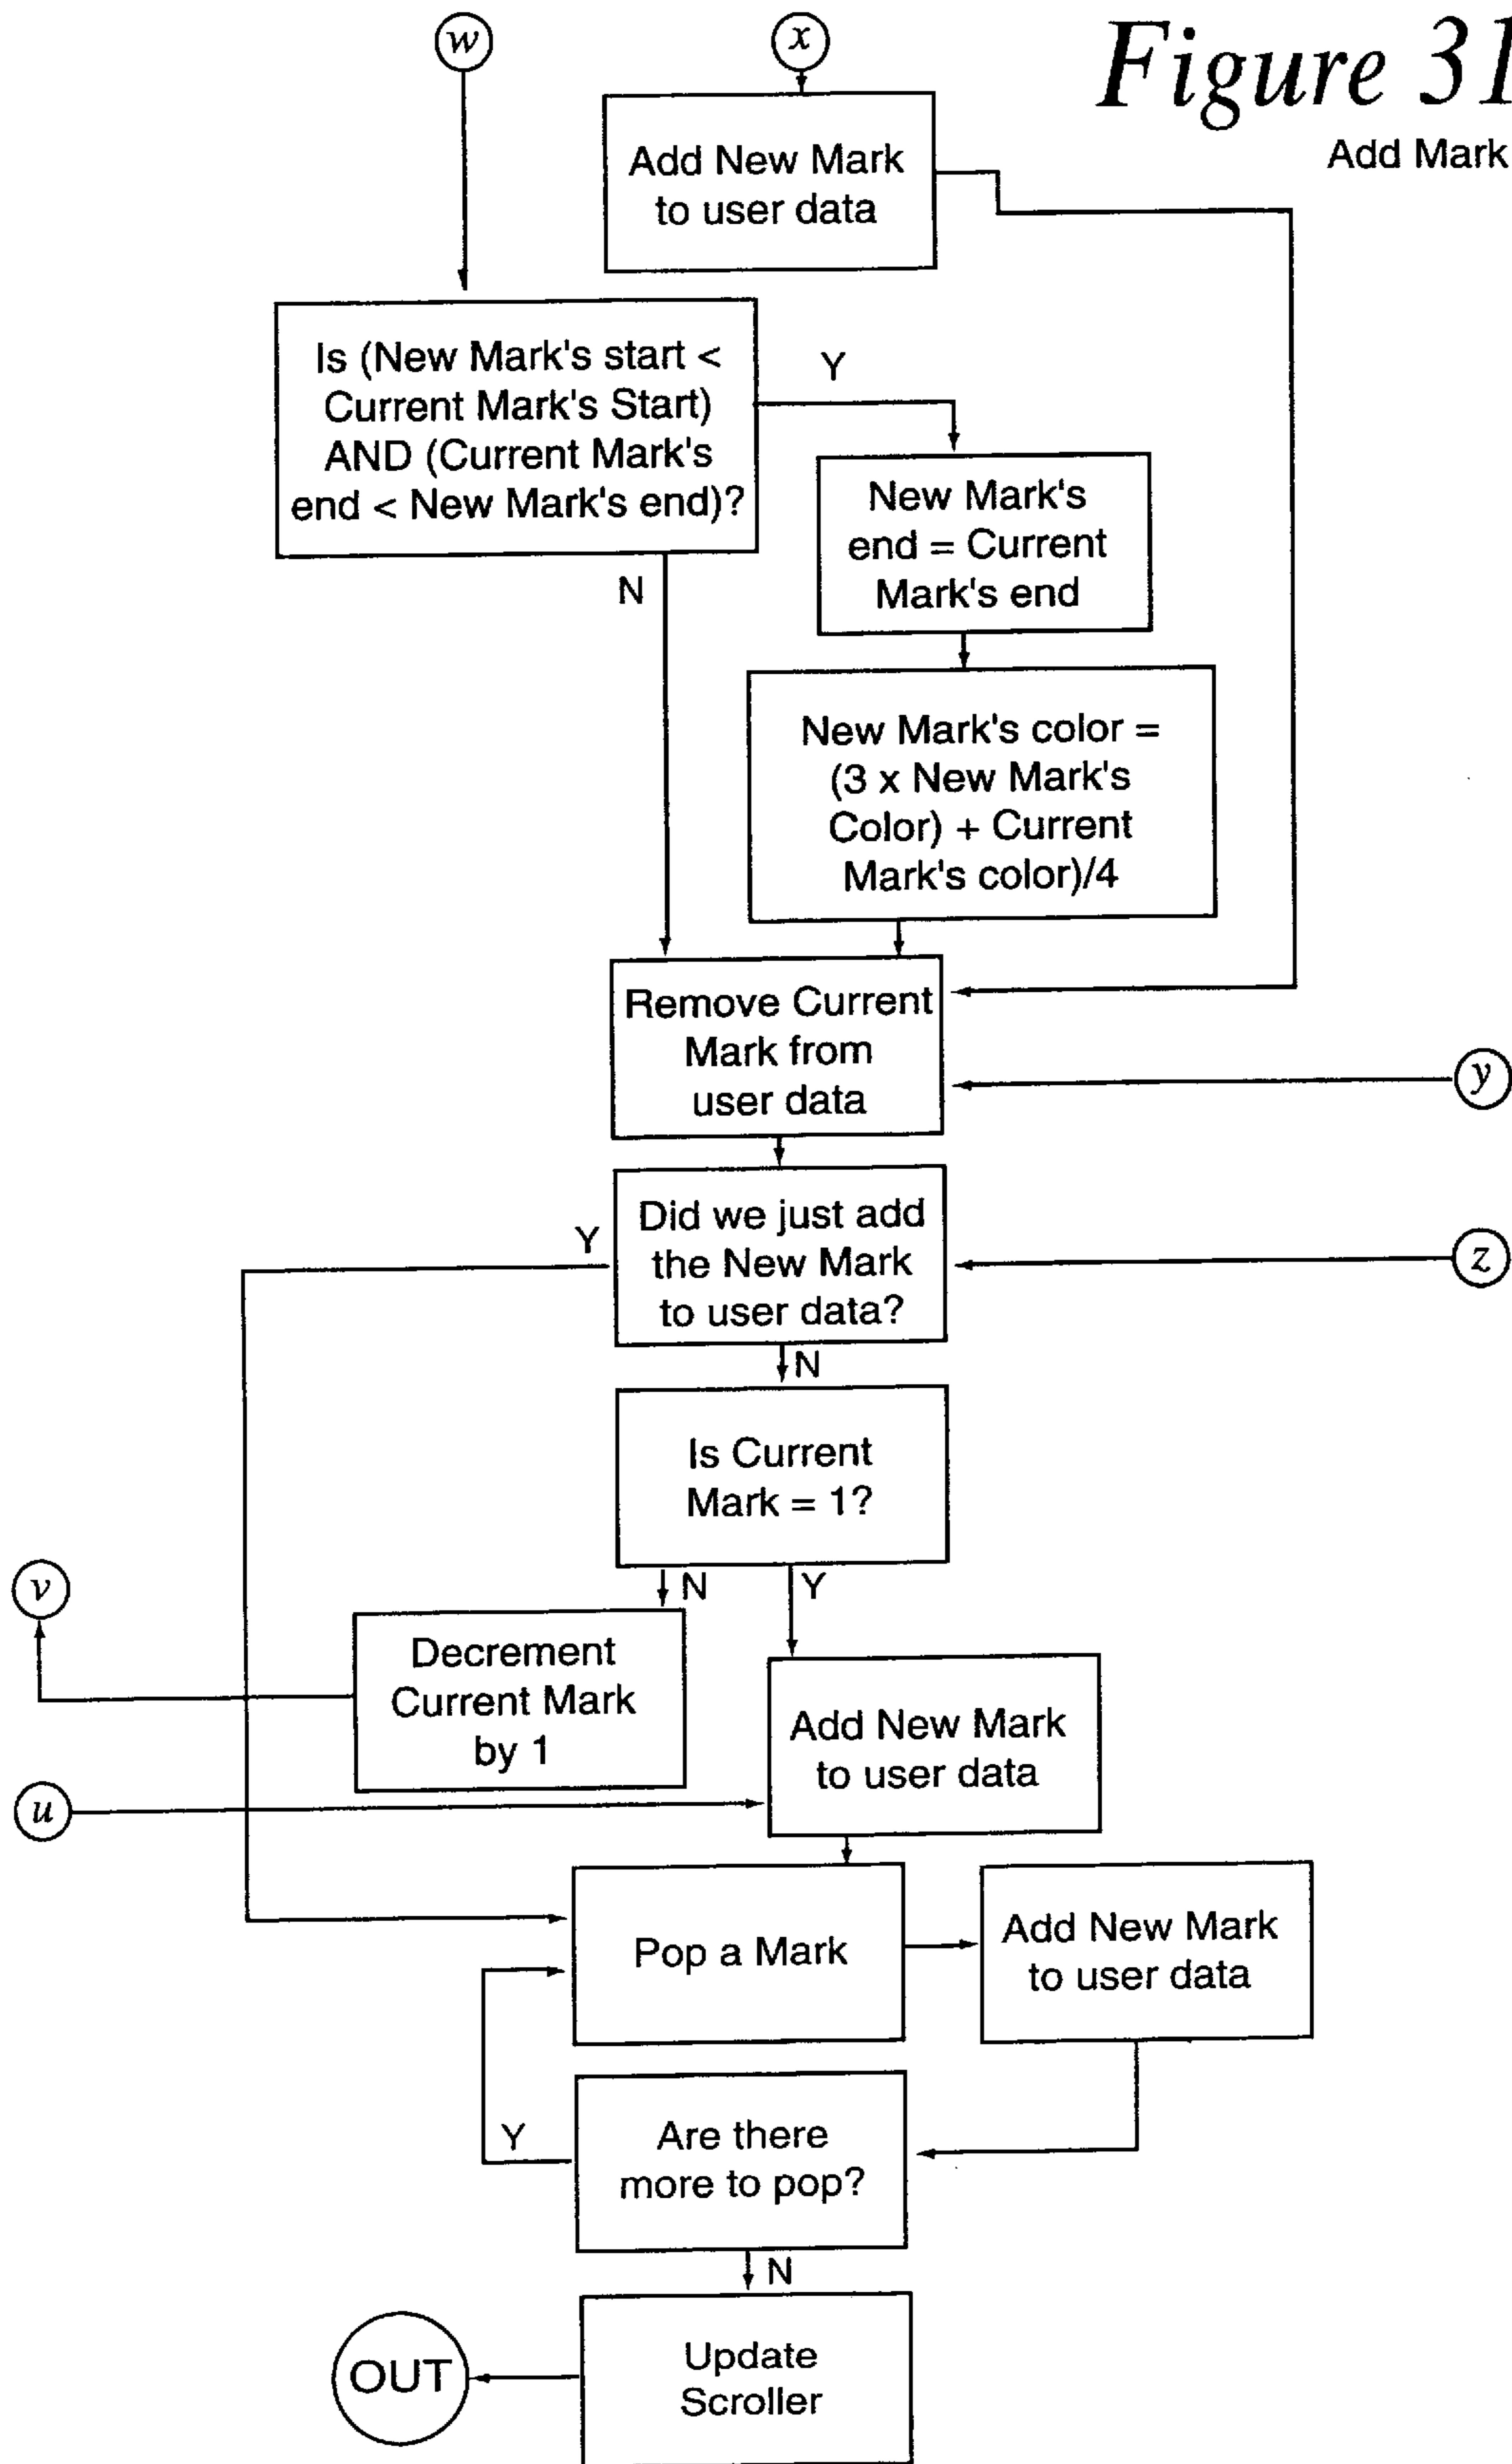 w
x
Figure 31
Add Mark
Add New Mark
to user data
Is (New Mark's start <
Current Mark's Start)
AND (Current Mark's
end < New Mark's end)?
Y
New Mark's
end = Current
Mark's end
N
New Mark's color =
(3 x New Mark's
Color) + Current
Mark's color)/4
Remove Current
Mark from
user data
y
Did we just add
the New Mark
to user data?
Y
z
N
Is Current
Mark = 1?
v
N
Y
Decrement
Current Mark
by 1
Add New Mark
to user data
u
Pop a Mark
Add New Mark
to user data
Are there
more to pop?
Y
N
Update
Scroller
OUT